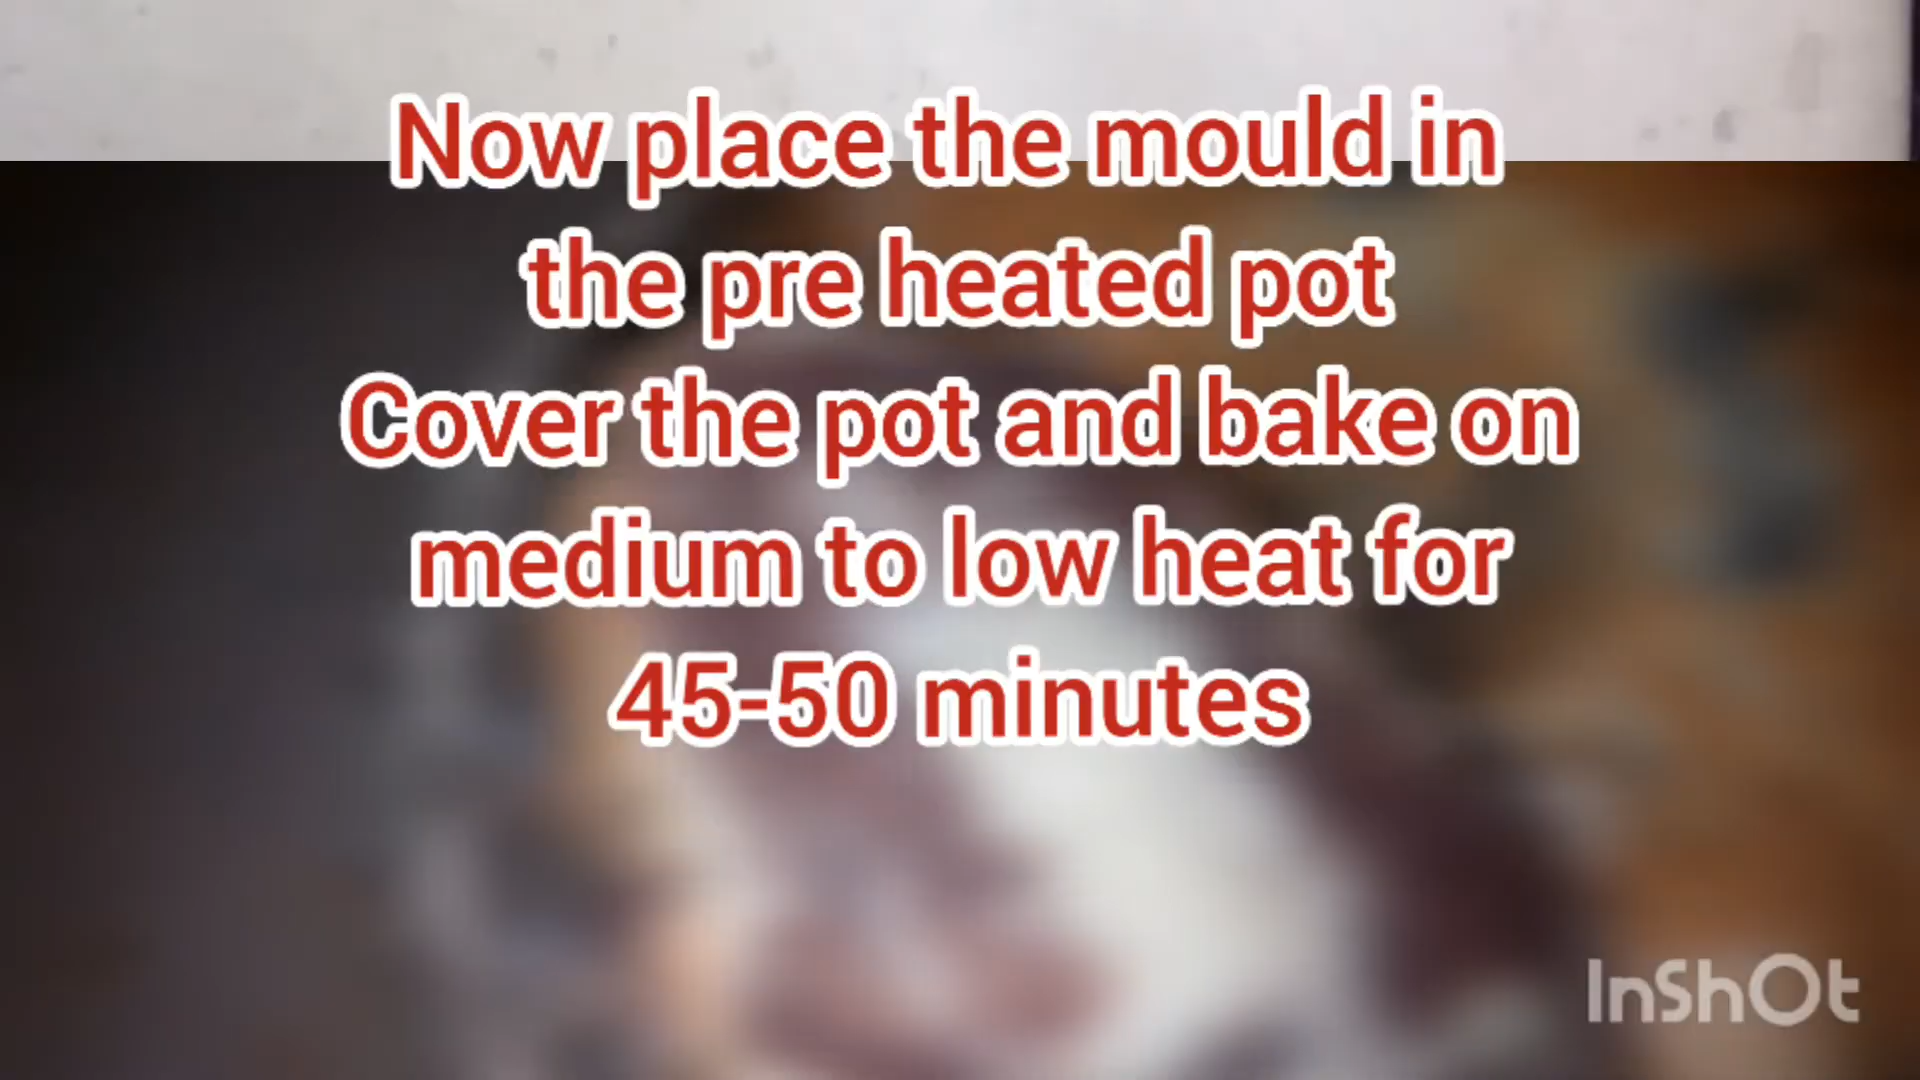 Now place the mould in
the pre heated pot
Cover the pot and bake on
medium to low heat for
45-50 minutes
InShOt